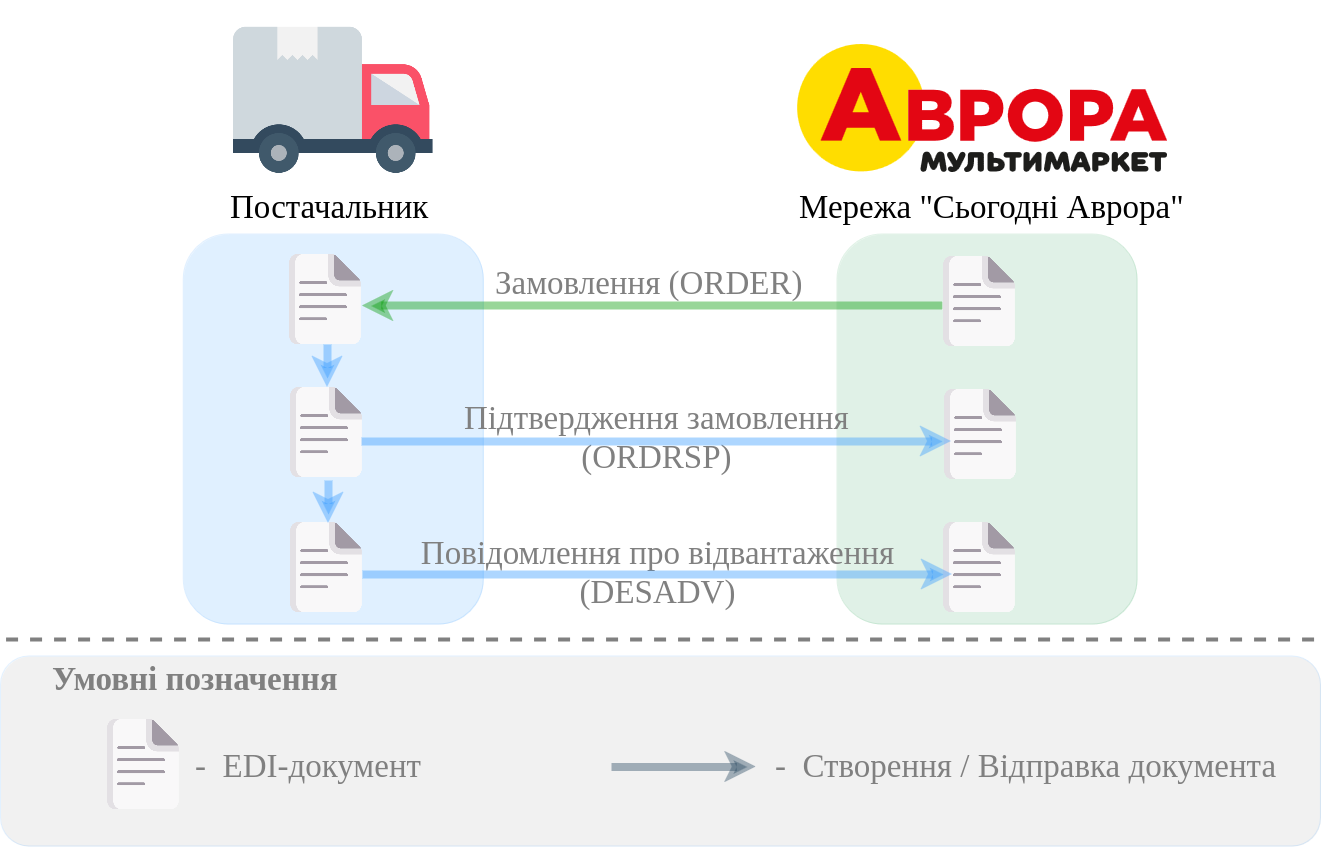 АВРОРА
МУЛЬТИМАРКЕТ
Постачальник
Мережа "Сьогодні Аврора"
Замовлення (ORDER)
Підтвердження замовлення
(ORDRSP)
Повідомлення про відвантаження
(DESADV)
Умовні позначення
- EDI-документ
- Створення / Відправка документа